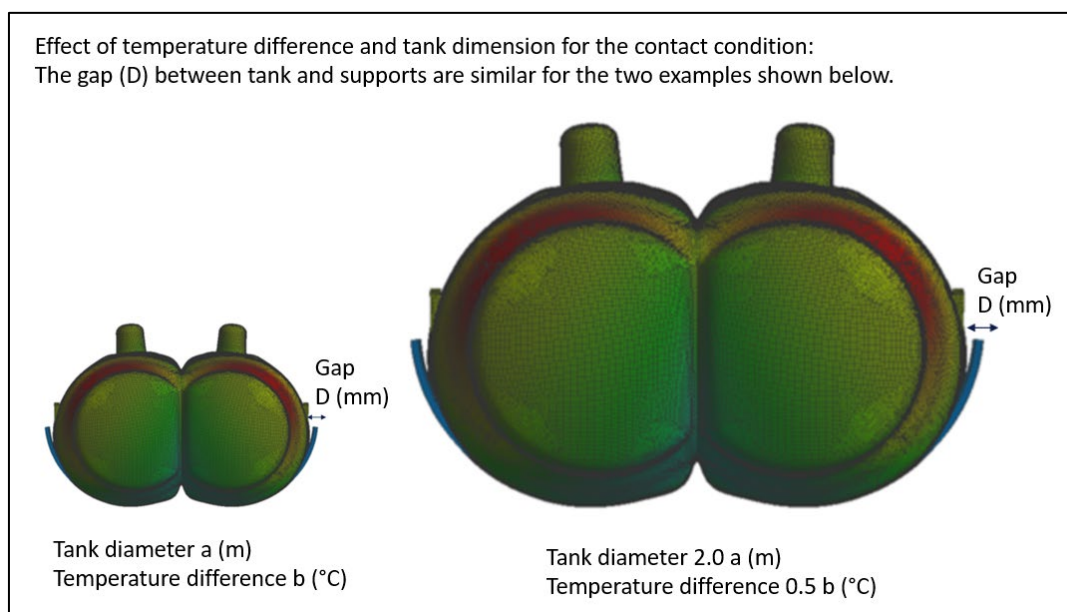 Effect of temperature difference and tank dimension for the contact condition:
The gap (D) between tank and supports are similar for the two examples shown below.
Gap
D (mm)
Gap
D (mm)
Tank diameter a (m)
Temperature difference b (°C)
Tank diameter 2.0 a (m)
Temperature difference 0.5 b (°C)